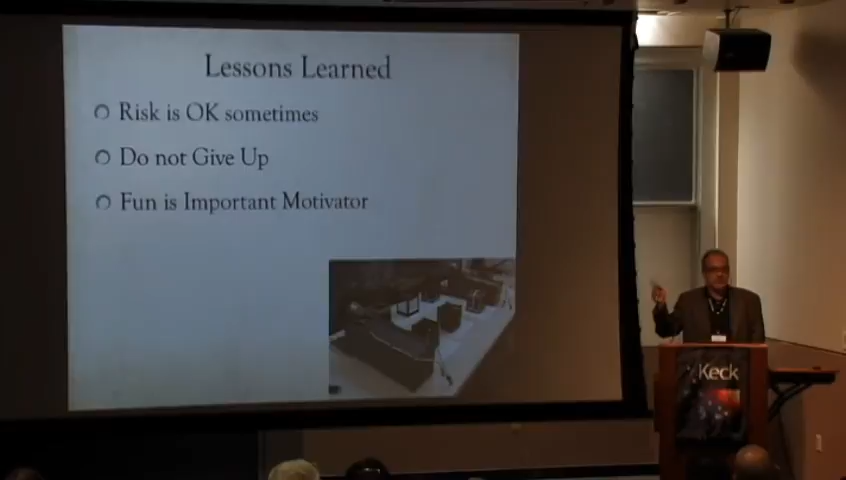 Lessons Learned
Risk is OK sometimes
Do not Give Up
Fun is Important Motivator
Keck